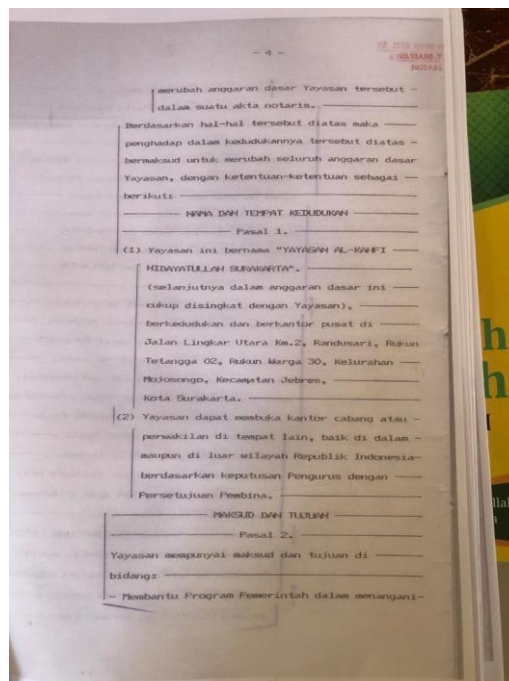 - 4 -
merubah anggaran dasar Yayasan tersebut -
dalam suatu akta notaris.
Berdasarkan hal-hal tersebut diatas maka
penghadap dalam kedudukannya tersebut diatas -
bermaksud untuk merubah seluruh anggaran dasar
Yayasan, dengan ketentuan-ketentuan sebagai
berikut:
NAMA DAN TEMPAT KEDUDUKAN
Pasal 1.
(1) Yayasan ini bernama "YAYASAN AL-KAHFI
HIDAYATULLAH SURAKARTA".
(selanjutnya dalam anggaran dasar ini
cukup disingkat dengan Yayasan),
berkedudukan dan berkantor pusat di
Jalan Lingkar Utara Km.2, Randusari, Rukun
Tetangga 02, Rukun Warga 30, Kelurahan
Mojosongo, Kecamatan Jebres,
Kota Surakarta.
(2) Yayasan dapat membuka kantor cabang atau -
perwakilan di tempat lain, baik di dalam -
maupun di luar wilayah Republik Indonesia-
berdasarkan keputusan Pengurus dengan
Persetujuan Pembina.
MAKSUD DAN TUJUAN
Pasal 2.
Yayasan mempunyai maksud dan tujuan di
bidang:
- Membantu Program Pemerintah dalam menangani-
h
h